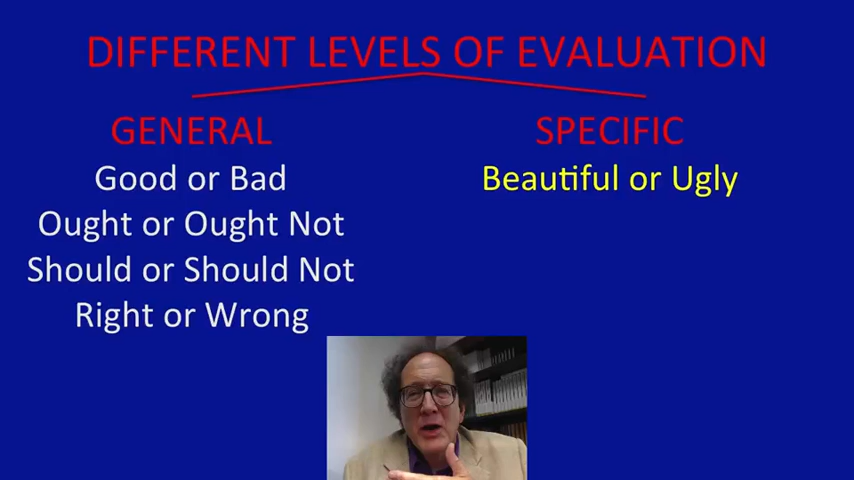 DIFFERENT LEVELS OF EVALUATION
GENERAL
Good or Bad
Ought or Ought Not
Should or Should Not
Right or Wrong
SPECIFIC
Beautiful or Ugly